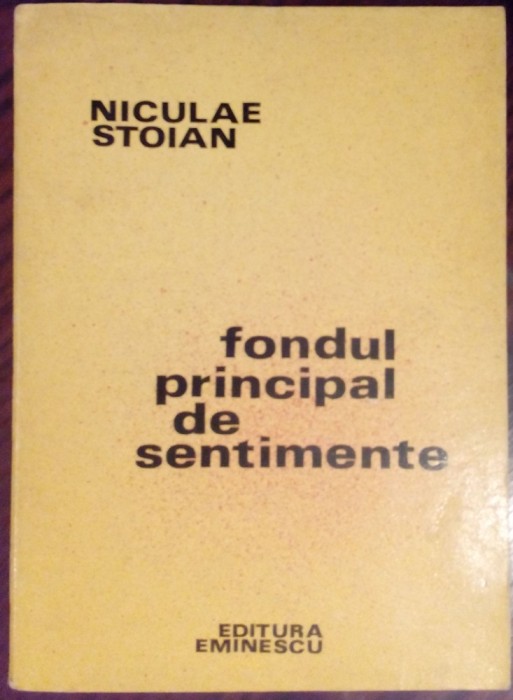 NICULAE
STOIAN
fondul
principal
de
sentimente
EDITURA
EMINESCU